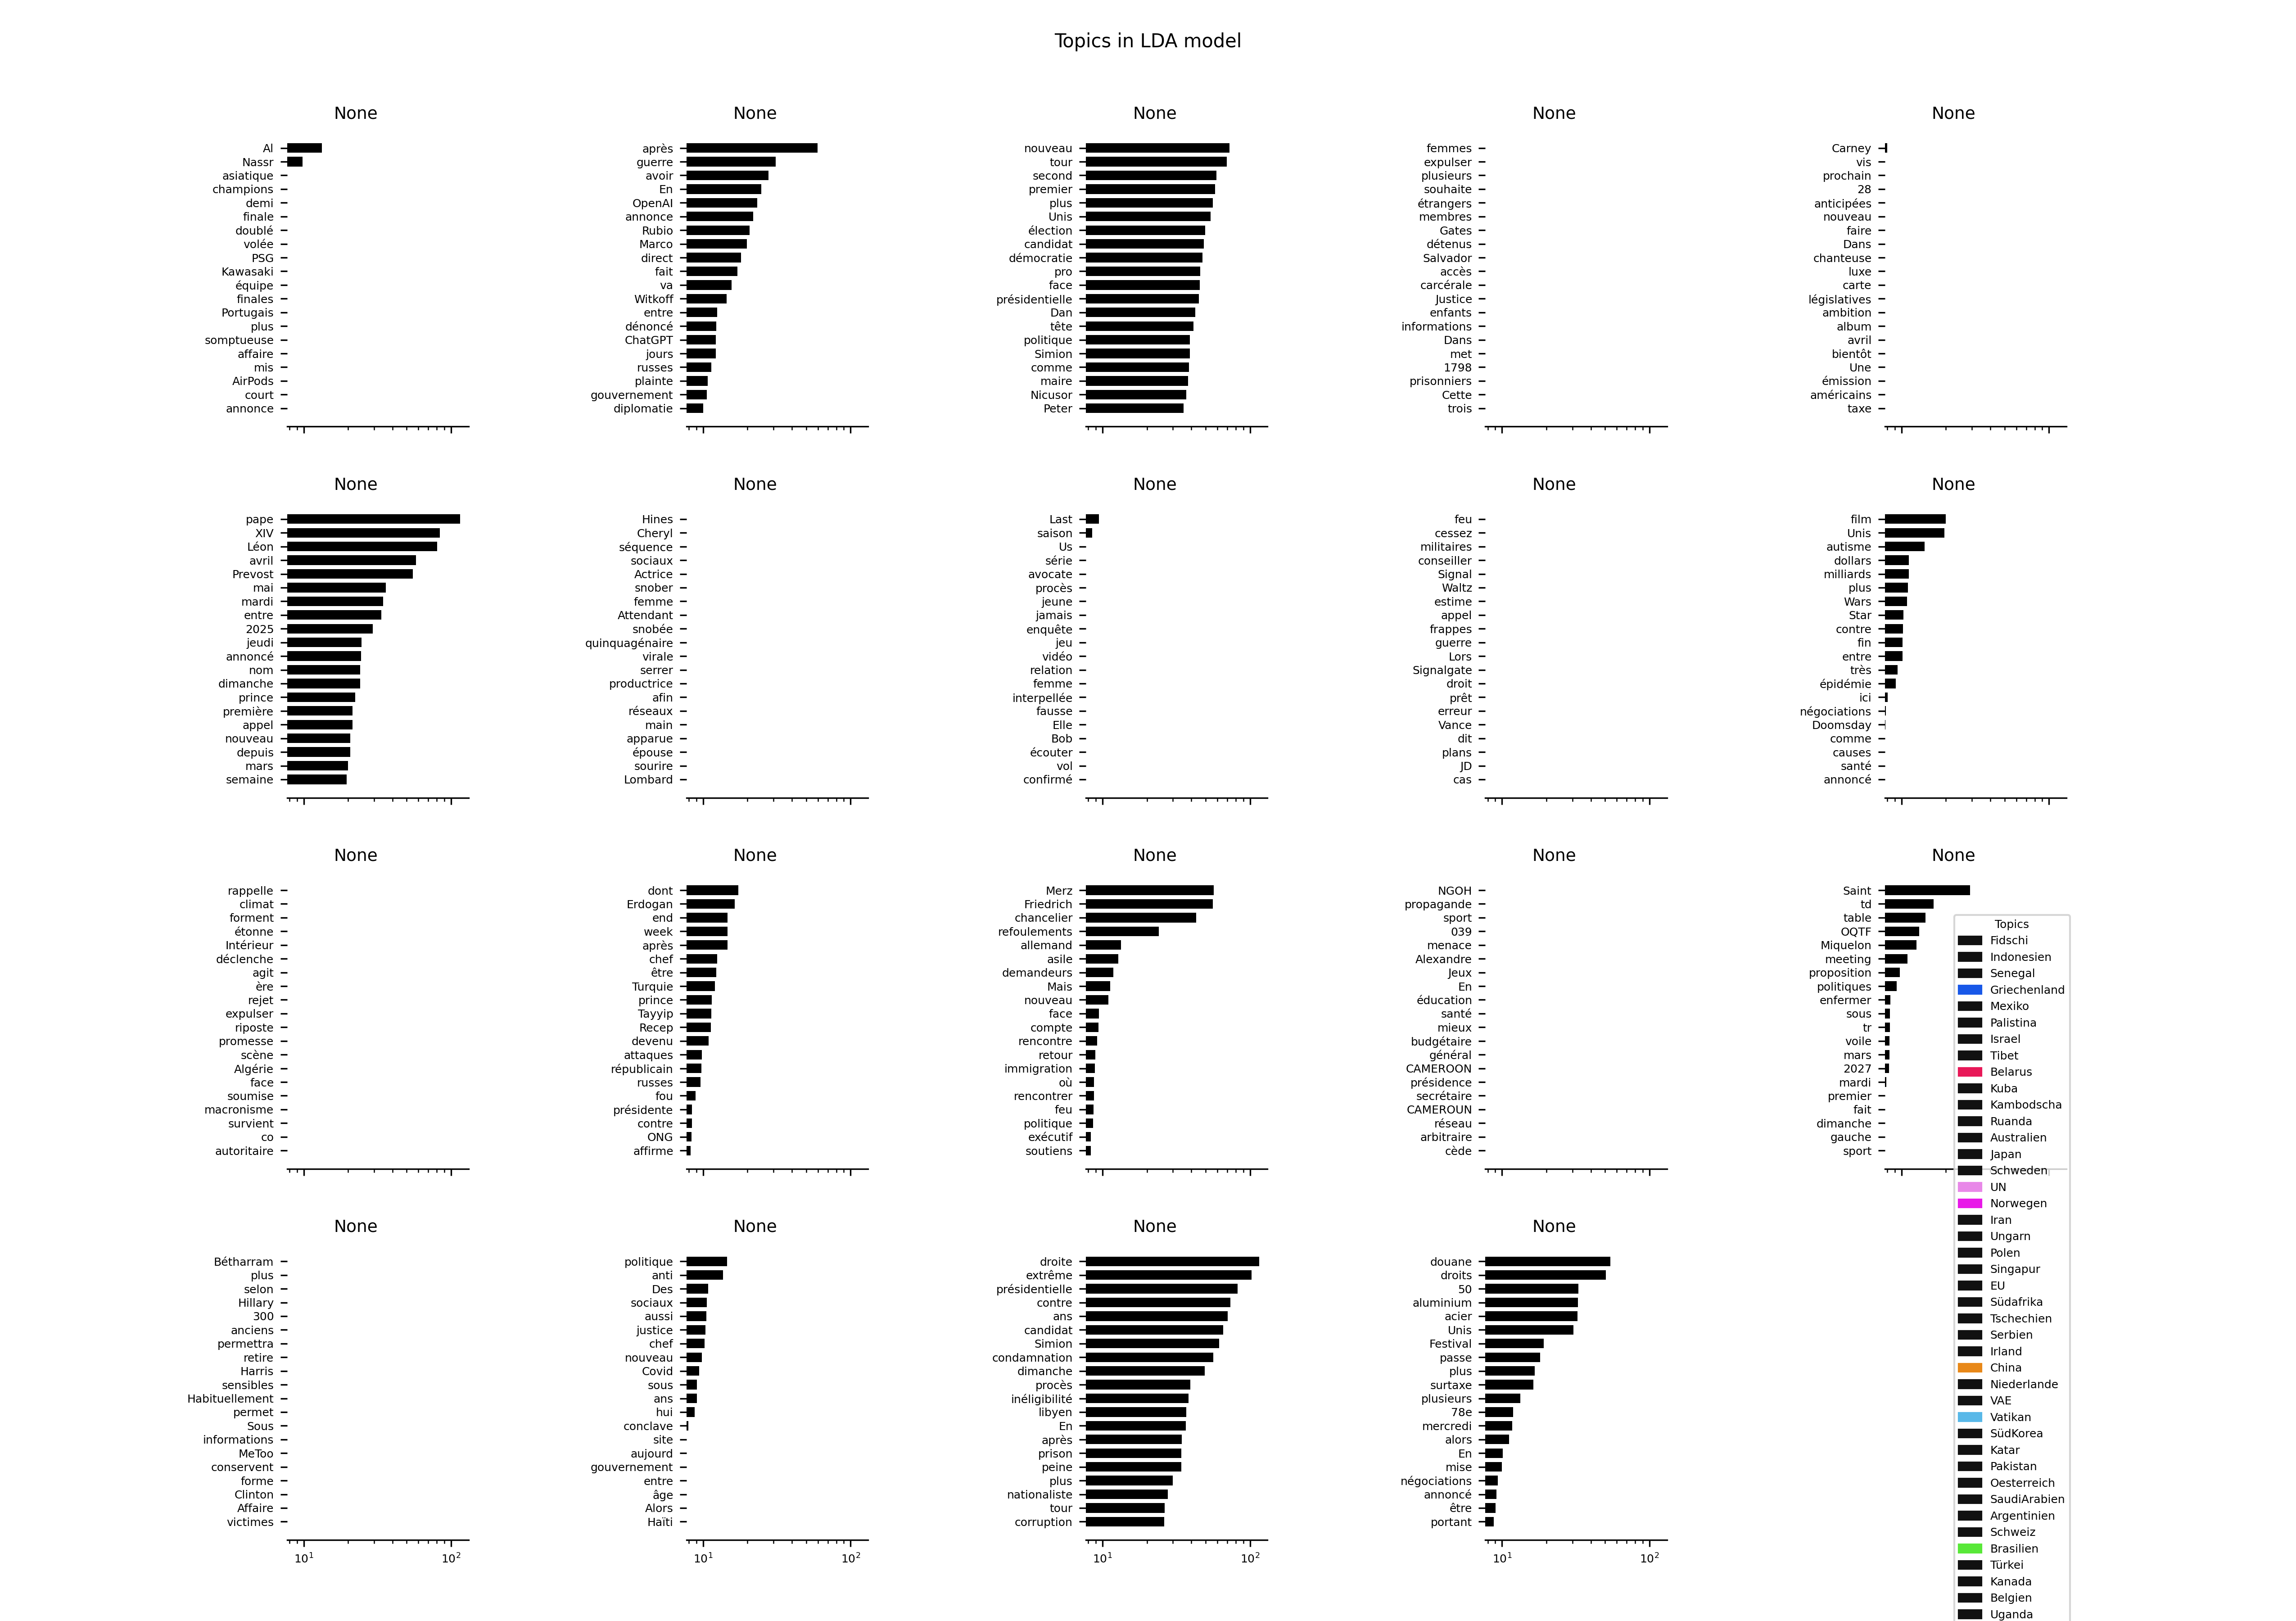 Topics in LDA model
None
Al
Nassr
asiatique
champions
demi
finale
doublé
volée
PSG
Kawasaki
équipe
finales
Portugais
plus
somptueuse
affaire
mis
AirPods
court
annonce
None
après
guerre
avoir
En
OpenAI
annonce
Rubio
Marco
direct
fait
va
Witkoff
entre
dénoncé
ChatGPT
jours
russes
plainte
gouvernement
diplomatie
None
nouveau
tour
second
premier
plus
Unis
élection
candidat
démocratie
pro
face
présidentielle
Dan
tête
politique
Simion
comme
maire
Nicusor
Peter
None
femmes
expulser
plusieurs
souhaite
étrangers
membres
Gates
détenus
Salvador
accès
carcérale
Justice
enfants
informations
Dans
met
1798
prisonniers
Cette
trois
None
Carney
vis
prochain
28
anticipées
nouveau
faire
Dans
chanteuse
luxe
carte
législatives
ambition
album
avril
bientôt
Une
émission
américains
taxe
None
pape
XIV
Léon
avril
Prevost
mai
mardi
entre
2025
jeudi
annoncé
nom
dimanche
prince
première
appel
nouveau
depuis
mars
semaine
None
Hines
Cheryl
séquence
sociaux
Actrice
snober
femme
Attendant
snobée
quinquagénaire
virale
serrer
productrice
afin
réseaux
main
apparue
épouse
sourire
Lombard
None
Last
saison
Us
série
avocate
procès
jeune
jamais
enquête
jeu
vidéo
relation
femme
interpellée
fausse
Elle
Bob
écouter
vol
confirmé
None
feu
cessez
militaires
conseiller
Signal
Waltz
estime
appel
frappes
guerre
Lors
Signalgate
droit
prêt
erreur
Vance
dit
plans
JD
cas
None
film
Unis
autisme
dollars
milliards
plus
Wars
Star
contre
fin
entre
très
épidémie
ici
négociations
Doomsday
comme
causes
santé
annoncé
None
rappelle
climat
forment
étonne
Intérieur
déclenche
agit
ère
rejet
expulser
riposte
promesse
scène
Algérie
face
soumise
macronisme
survient
co
autoritaire
None
dont
Erdogan
end
week
après
chef
être
Turquie
prince
Tayyip
Recep
devenu
attaques
républicain
russes
fou
présidente
contre
ONG
affirme
None
Merz
Friedrich
chancelier
refoulements
allemand
asile
demandeurs
Mais
nouveau
face
compte
rencontre
retour
immigration
où
rencontrer
feu
politique
exécutif
soutiens
None
NGOH
propagande
sport
039
menace
Alexandre
Jeux
En
éducation
santé
mieux
budgétaire
général
CAMEROON
présidence
secrétaire
CAMEROUN
réseau
arbitraire
cède
None
Saint
td
table
OQTF
Miquelon
meeting
proposition
politiques
enfermer
sous
tr
voile
mars
2027
mardi
premier
fait
dimanche
gauche
sport
None
Bétharram
plus
selon
Hillary
300
anciens
permettra
retire
Harris
sensibles
Habituellement
permet
Sous
informations
MeToo
conservent
forme
Clinton
Affaire
victimes
10¹ 10²
None
politique
anti
Des
sociaux
aussi
justice
chef
nouveau
Covid
sous
ans
hui
conclave
site
aujourd
gouvernement
entre
âge
Alors
Haïti
10¹ 10²
None
droite
extrême
présidentielle
contre
ans
candidat
Simion
condamnation
dimanche
procès
inéligibilité
libyen
En
après
prison
peine
plus
nationaliste
tour
corruption
10¹ 10²
None
douane
droits
50
aluminium
acier
Unis
Festival
passe
plus
surtaxe
plusieurs
78e
mercredi
alors
En
mise
négociations
annoncé
être
portant
10¹ 10²
Topics
Fidschi
Indonesien
Senegal
Griechenland
Mexiko
Palistina
Israel
Tibet
Belarus
Kuba
Kambodscha
Ruanda
Australien
Japan
Schweden
UN
Norwegen
Iran
Ungarn
Polen
Singapur
EU
Südafrika
Tschechien
Serbien
Irland
China
Niederlande
VAE
Vatikan
SüdKorea
Katar
Pakistan
Oesterreich
SaudiArabien
Argentinien
Schweiz
Brasilien
Türkei
Kanada
Belgien
Uganda